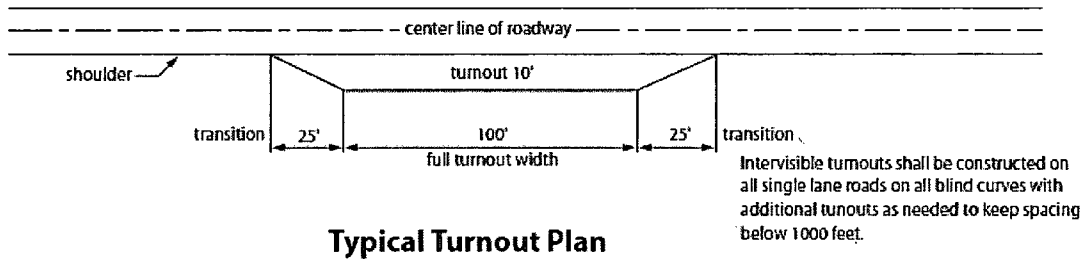 center line of roadway
shoulder
turnout 10'
transition
25'
100'
25'
transition
full turnout width
Intervisible turnouts shall be constructed on
all single lane roads on all blind curves with
additional tunouts as needed to keep spacing
below 1000 feet.
Typical Turnout Plan